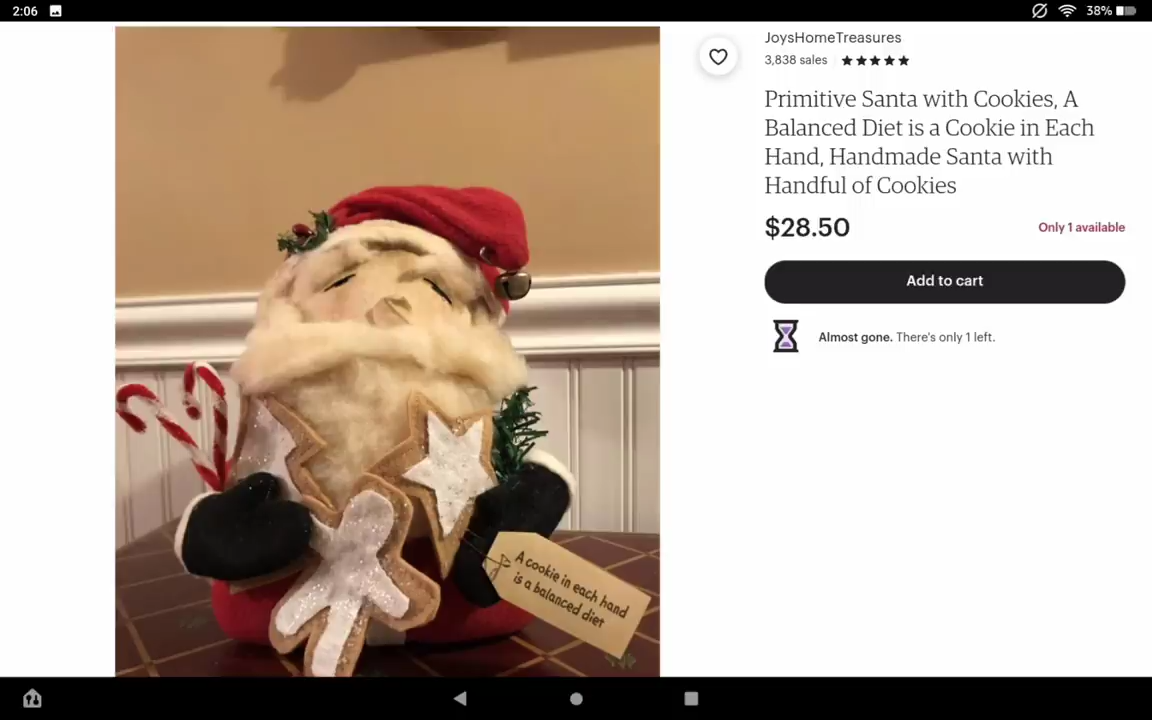 2:06
38%
JoysHomeTreasures
3,838 sales
Primitive Santa with Cookies, A
Balanced Diet is a Cookie in Each
Hand, Handmade Santa with
Handful of Cookies
$28.50
Only 1 available
Add to cart
Almost gone. There's only 1 left.
A cookie in each hand
is a balanced diet